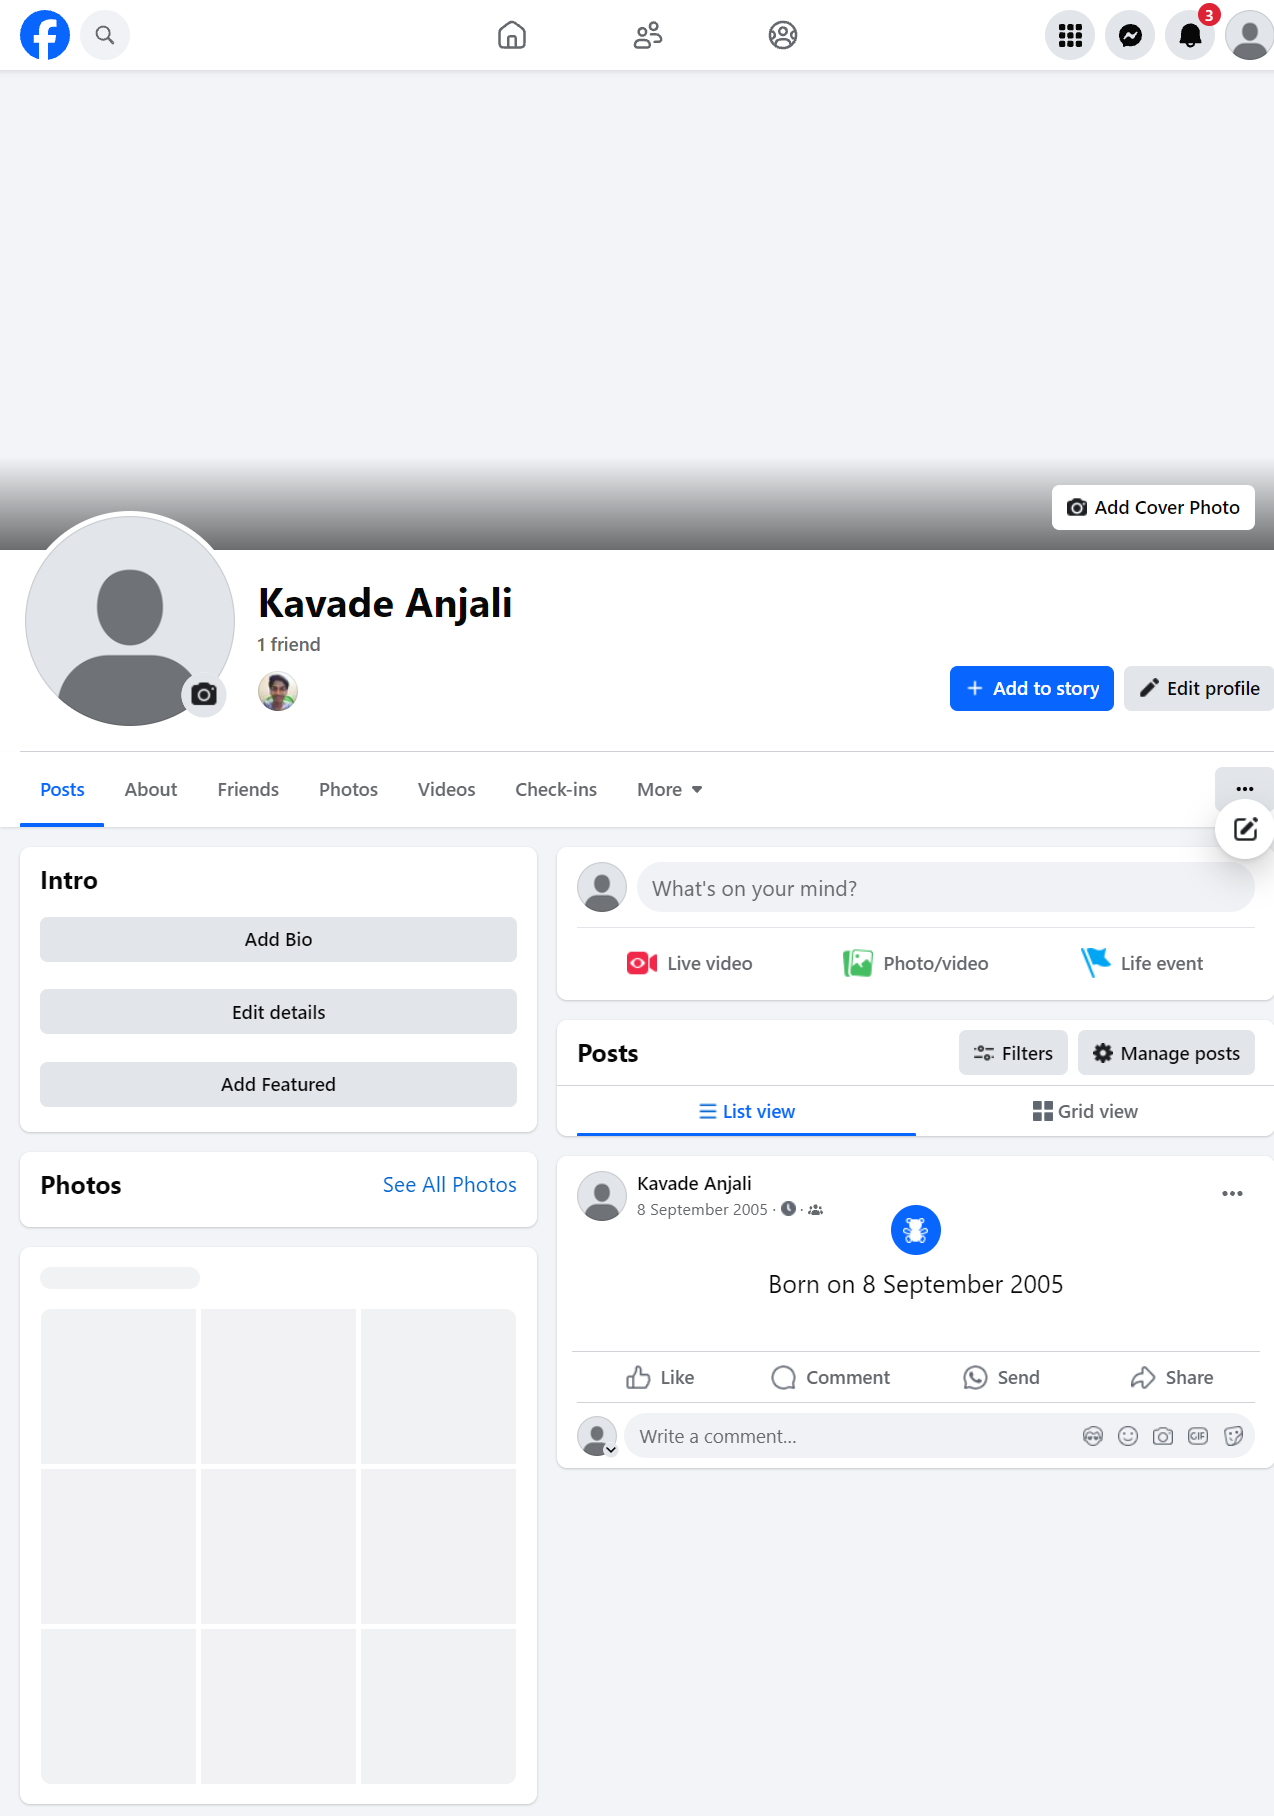 3
Add Cover Photo
Kavade Anjali
1 friend
+ Add to story
Edit profile
Posts
About
Friends
Photos
Videos
Check-ins
More
Intro
Add Bio
Edit details
Add Featured
Photos
See All Photos
What's on your mind?
Live video
Photo/video
Life event
Posts
Filters
Manage posts
List view
Grid view
Kavade Anjali
8 September 2005 · ·
Born on 8 September 2005
Like
Comment
Send
Share
Write a comment...
GIF